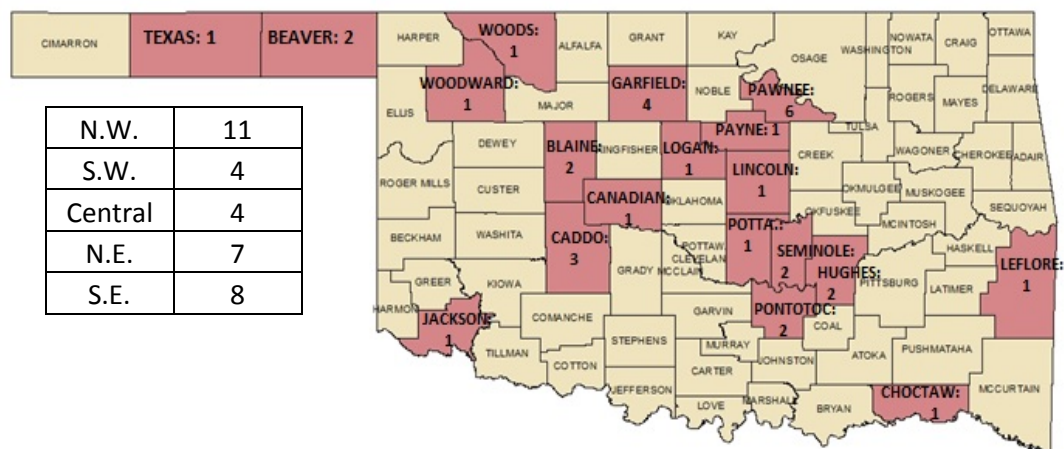 CIMARRON
TEXAS: 1
BEAVER: 2
HARPER
WOODS:
1
ALFALFA
GRANT
KAY
OSAGE
WASHINGTON
NOWATA
CRAIG
OTTAWA
ELLIS
WOODWARD:
1
MAJOR
GARFIELD:
4
NOBLE
PAWNEE:
6
ROGERS
MAYES
DELAWARE
N.W. 11
S.W. 4
Central 4
N.E. 7
S.E. 8
ROGER MILLS
DEWEY
CUSTER
BLAINE:
2
KINGFISHER
LOGAN:
1
PAYNE: 1
LINCOLN:
1
CREEK
TULSA
WAGONER
CHEROKEE
ADAIR
OKMULGEE
MUSKOGEE
SEQUOYAH
BECKHAM
WASHITA
CANADIAN:
1
OKLAHOMA
OKFUSKEE
MCINTOSH
HASKELL
CADDO:
3
GRADY
CLEVELAN
MCCLAIN
POTTAW.
POTTA.:
1
SEMINOLE:
2
HUGHES:
2
PITTSBURG
LATIMER
LEFLORE:
1
GREER
KIOWA
HARMON
JACKSON:
1
TILLMAN
COMANCHE
COTTON
STEPHENS
JEFFERSON
GARVIN
MURRAY
CARTER
LOVE
PONTOTOC:
2
COAL
JOHNSTON
MARSHALL
ATOKA
BRYAN
PUSHMATAHA
CHOCTAW:
1
MCCURTAIN